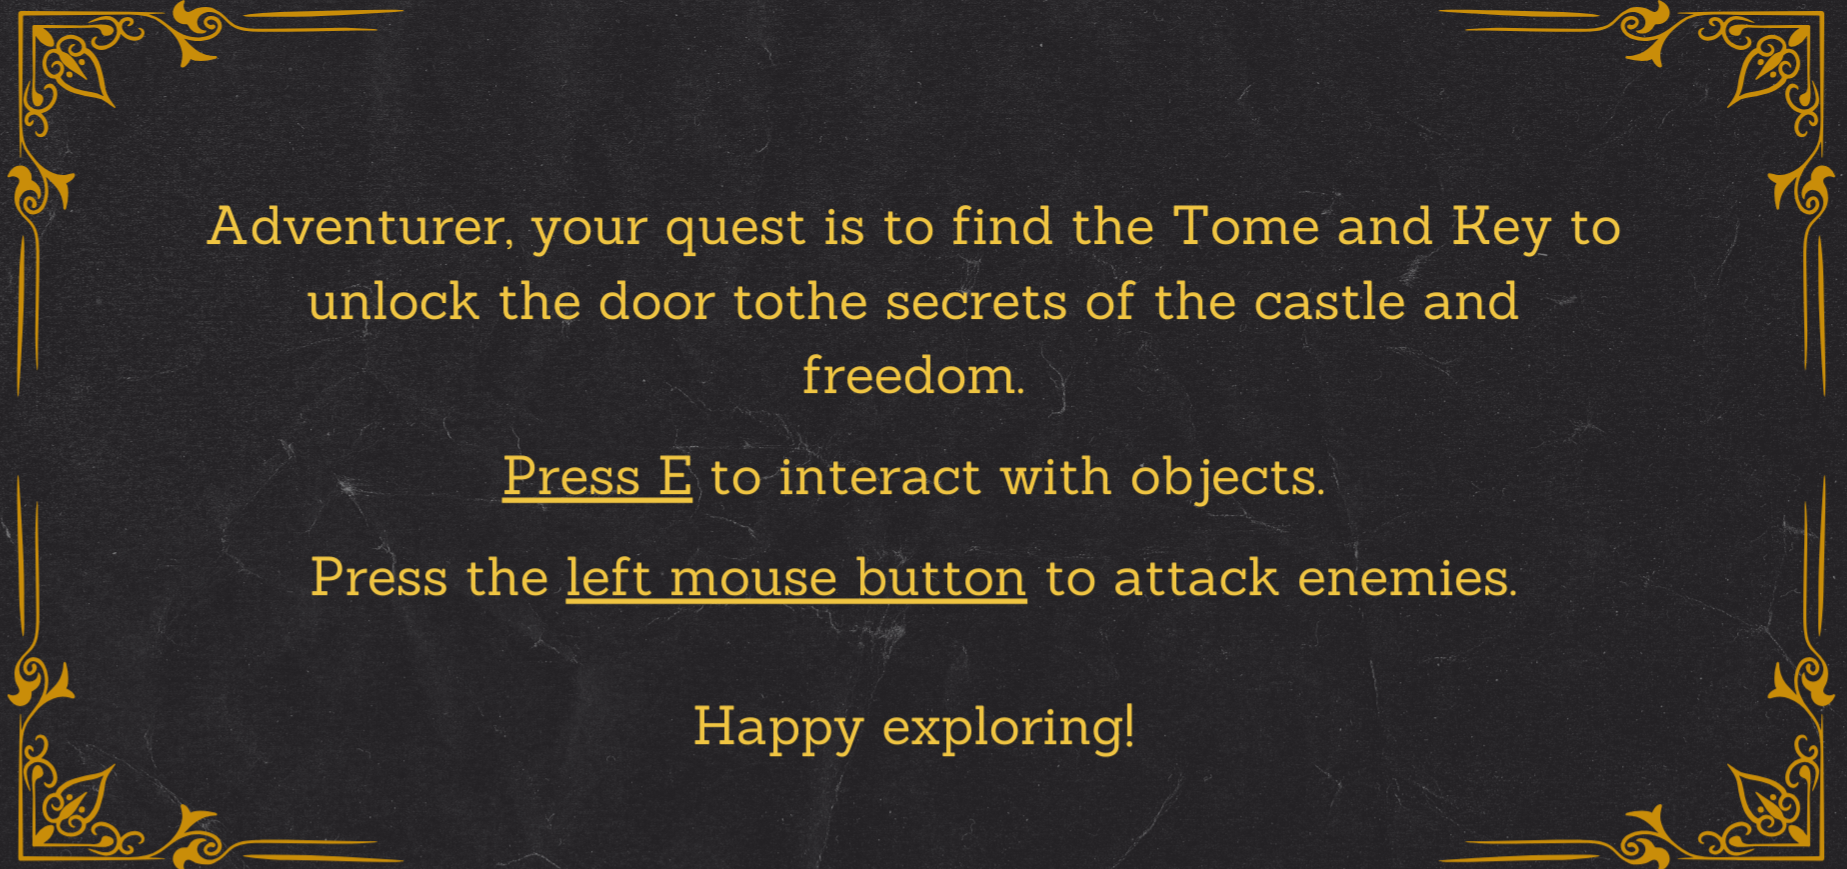 Adventurer, your quest is to find the Tome and Key to
unlock the door tothe secrets of the castle and
freedom.
Press E to interact with objects.
Press the left mouse button to attack enemies.
Happy exploring!